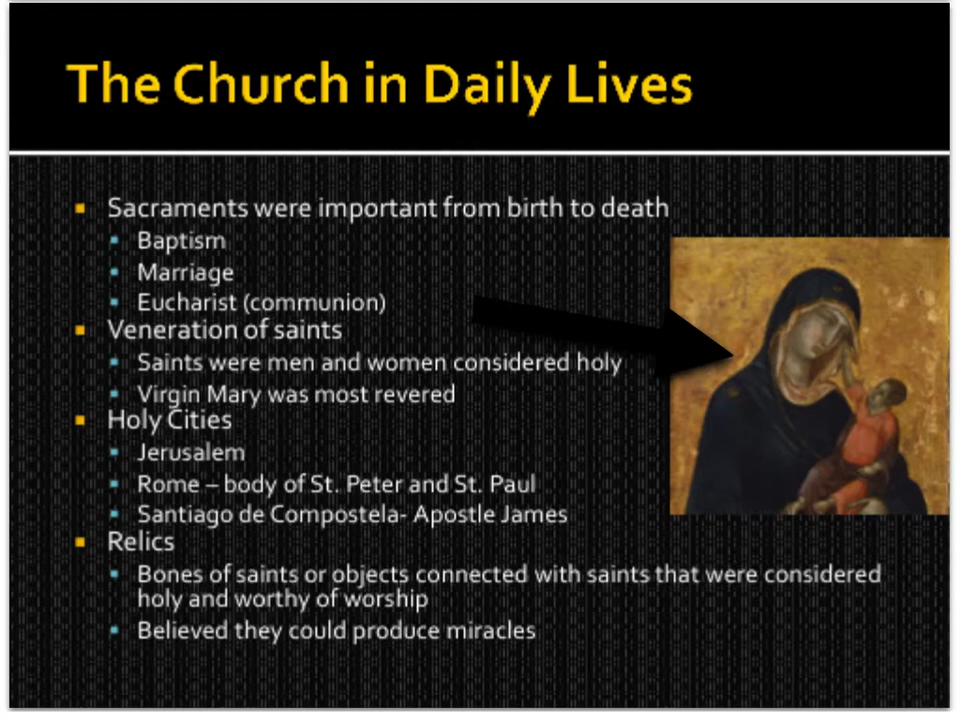 The Church in Daily Lives
Sacraments were important from birth to death
Baptism
Marriage
Eucharist (communion)
Veneration of saints
Saints were men and women considered holy
Virgin Mary was most revered
Holy Cities
Jerusalem
Rome – body of St. Peter and St. Paul
Santiago de Compostela- Apostle James
Relics
Bones of saints or objects connected with saints that were considered
holy and worthy of worship
Believed they could produce miracles